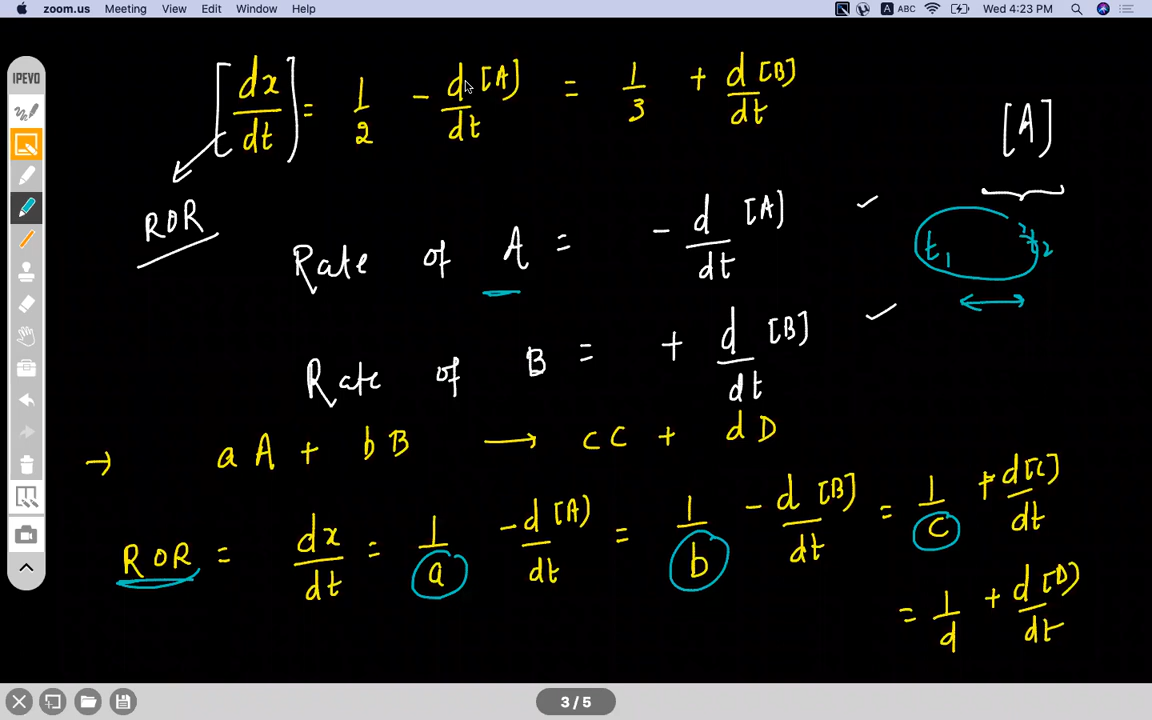 zoom.us Meeting View Edit Window Help ABC Wed 4:23 PM
IPEVO
[dx/dt] = 1/2 - d[A]/dt = 1/3 + d[B]/dt
[A]
ROR
Rate of A = - d[A]/dt ✓
t₁ t₂
Rate of B = + d[B]/dt ✓
→ aA + bB → cC + dD
ROR = dx/dt = 1/a - d[A]/dt = 1/b - d[B]/dt = 1/c + d[C]/dt
= 1/d + d[D]/dt
3 / 5